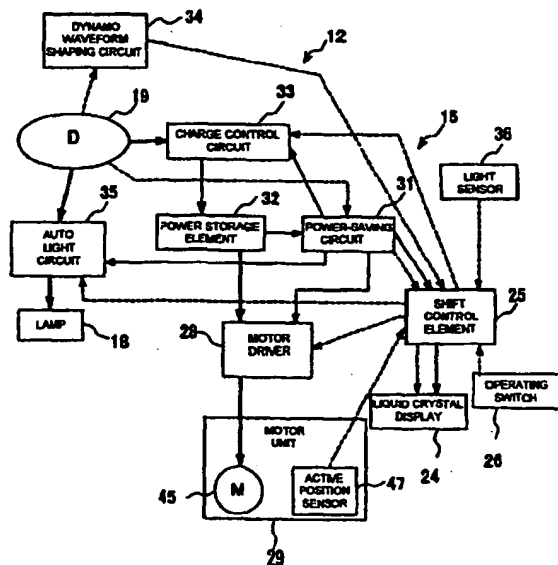 34
DYNAMO
WAVEFORM
SHAPING CIRCUIT
12
19
33
D
CHARGE CONTROL
CIRCUIT
15
36
LIGHT
SENSOR
35
32
31
AUTO
LIGHT
CIRCUIT
POWER STORAGE
ELEMENT
POWER-SAVING
CIRCUIT
SHIFT
CONTROL
ELEMENT
25
LAMP
18
28
MOTOR
DRIVER
OPERATING
SWITCH
LIQUID CRYSTAL
DISPLAY
24
26
MOTOR
UNIT
45
M
ACTIVE
POSITION
SENSOR
47
29